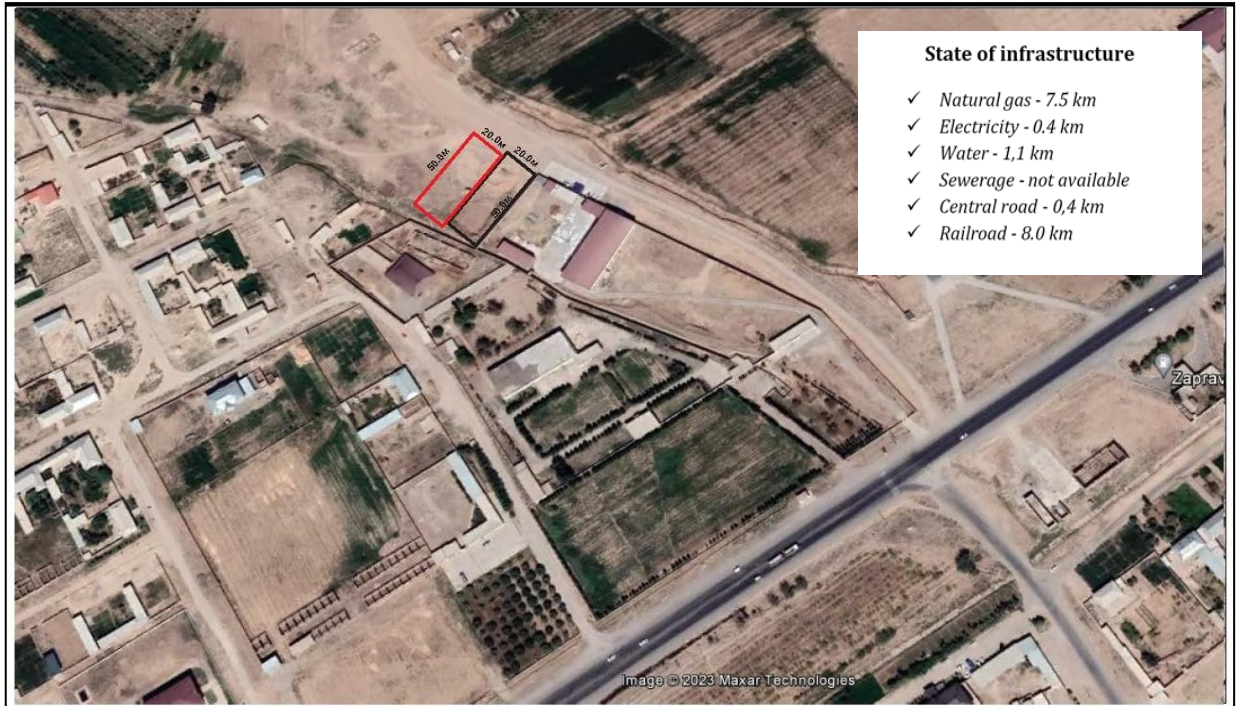 State of infrastructure
✓ Natural gas - 7.5 km
✓ Electricity - 0.4 km
✓ Water - 1,1 km
✓ Sewerage - not available
✓ Central road - 0,4 km
✓ Railroad - 8.0 km
20.0м
20.0м
50.0м
50.0м
Zaprav
Image © 2023 Maxar Technologies